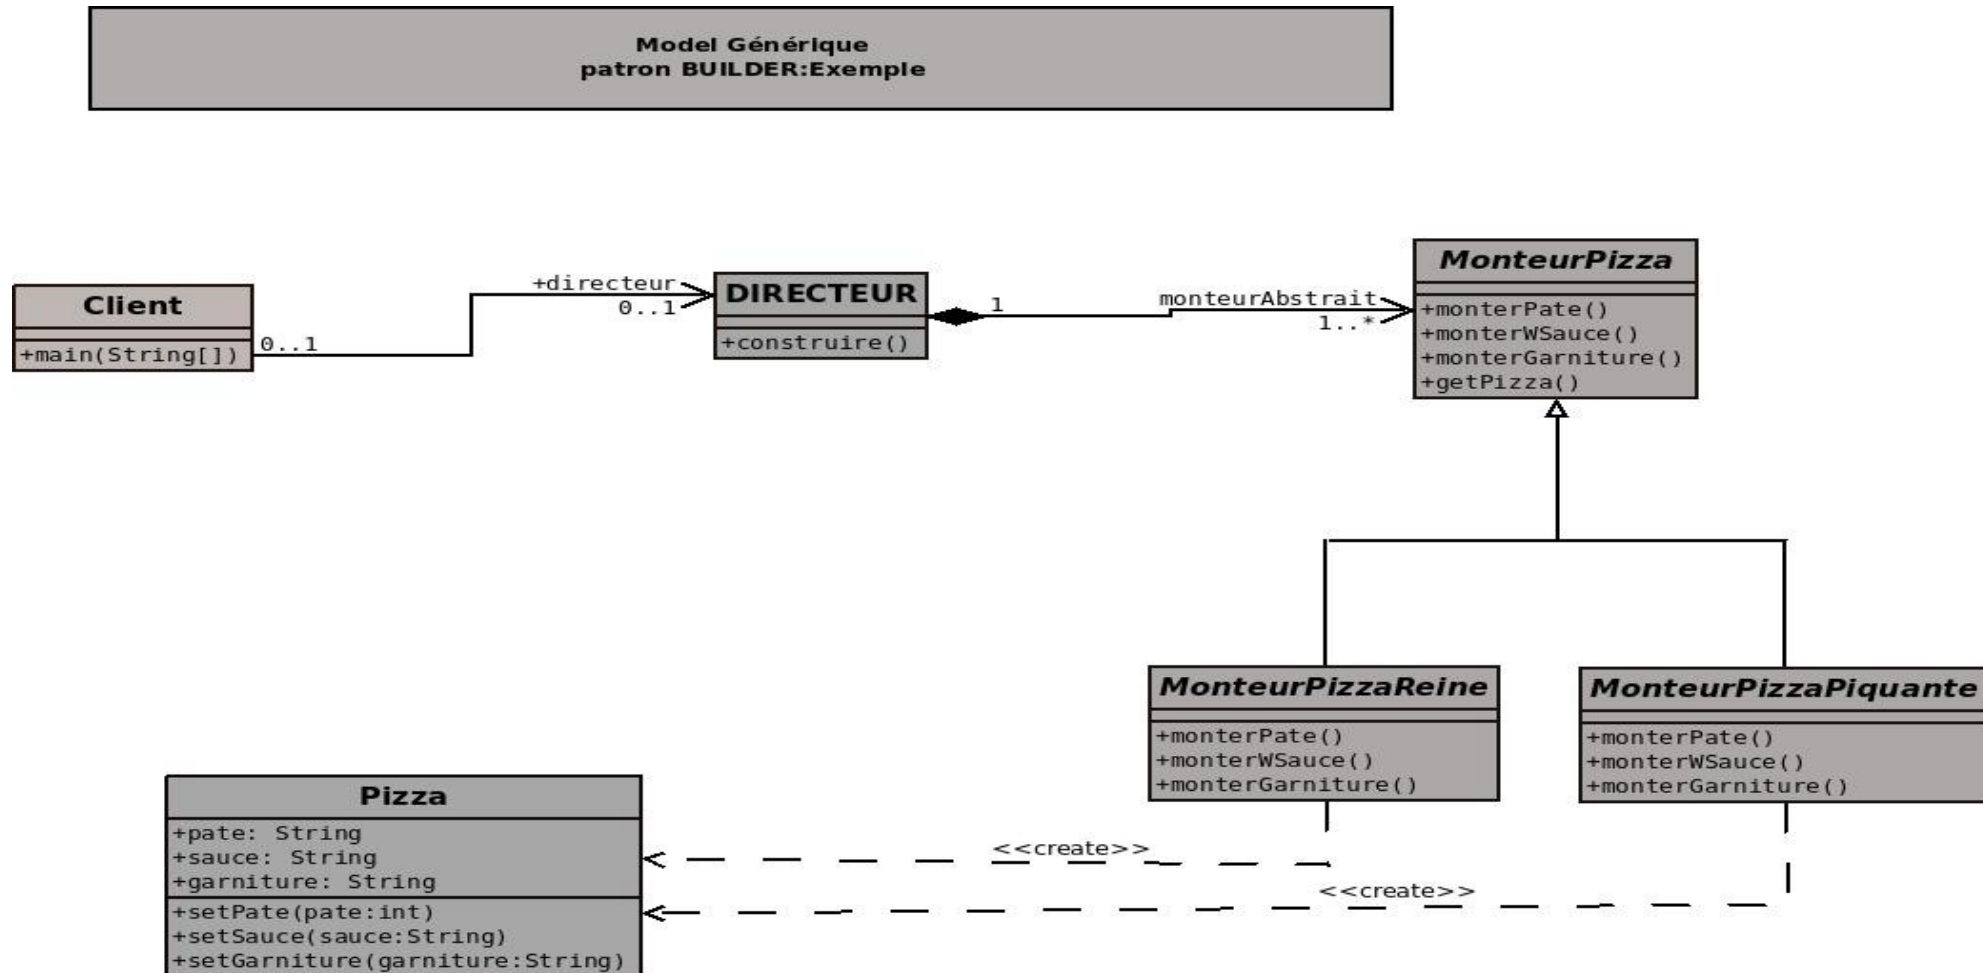 Model Générique
patron BUILDER:Exemple
Client
+main(String[])
0..1
+directeur
0..1
DIRECTEUR
+construire()
1
monteurAbstrait
1..*
MonteurPizza
+monterPate()
+monterWSauce()
+monterGarniture()
+getPizza()
MonteurPizzaReine
+monterPate()
+monterWSauce()
+monterGarniture()
MonteurPizzaPiquante
+monterPate()
+monterWSauce()
+monterGarniture()
<<create>>
<<create>>
Pizza
+pate: String
+sauce: String
+garniture: String
+setPate(pate:int)
+setSauce(sauce:String)
+setGarniture(garniture:String)